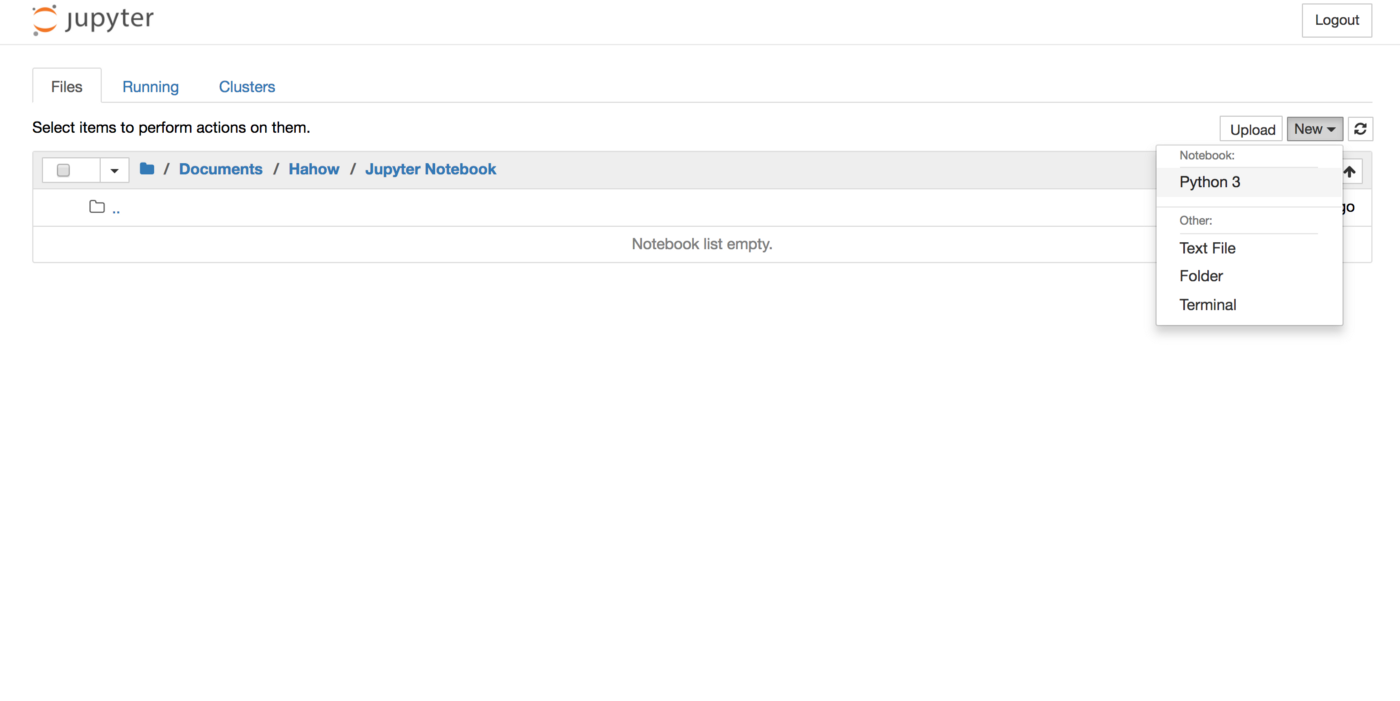 jupyter
Logout
Files Running Clusters
Select items to perform actions on them.
Upload New
/ Documents / Hahow / Jupyter Notebook
Notebook:
Python 3
..
Other:
Notebook list empty.
Text File
Folder
Terminal